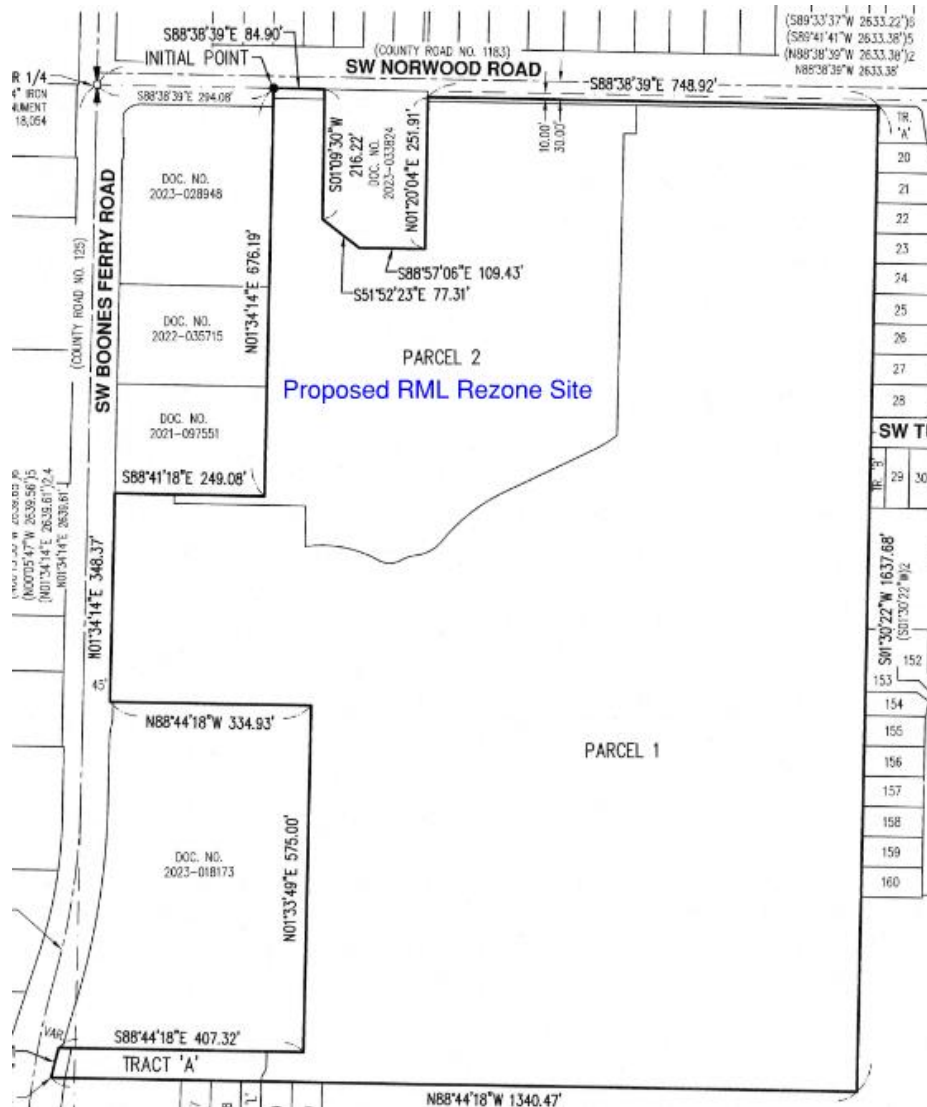 S88°38'39"E 84.90'
(S89°33'37"W 2633.22')6
(S89°41'41"W 2633.38')5
(N88°38'39"W 2633.38')2
N88°38'39"W 2633.38'
INITIAL POINT
(COUNTY ROAD NO. 1183)
SW NORWOOD ROAD
R 1/4
4" IRON
NUMENT
18,054
S88°38'39"E 294.08'
S88°38'39"E 748.92'
10.00'
30.00'
TR.
'A'
20
21
22
23
24
25
26
27
28
S01°09'30"W
216.22'
DOC. NO.
2023-033824
N01°20'04"E 251.91'
S88°57'06"E 109.43'
S51°52'23"E 77.31'
DOC. NO.
2023-028948
N01°34'14"E 676.19'
(COUNTY ROAD NO. 125)
SW BOONES FERRY ROAD
DOC. NO.
2022-035715
PARCEL 2
Proposed RML Rezone Site
DOC. NO.
2021-097551
SW TU
TR. 'B'
29
30
S88°41'18"E 249.08'
(N00°05'47"W 2639.56')5
(N01°34'14"E 2639.61')2,4
N01°34'14"E 2639.61'
N01°34'14"E 348.37'
45'
S01°30'22"W 1637.68'
(S01°30'22"W)2
152
153
154
155
156
157
158
159
160
N88°44'18"W 334.93'
PARCEL 1
DOC. NO.
2023-018173
N01°33'49"E 575.00'
VAR.
S88°44'18"E 407.32'
TRACT 'A'
N88°44'18"W 1340.47'